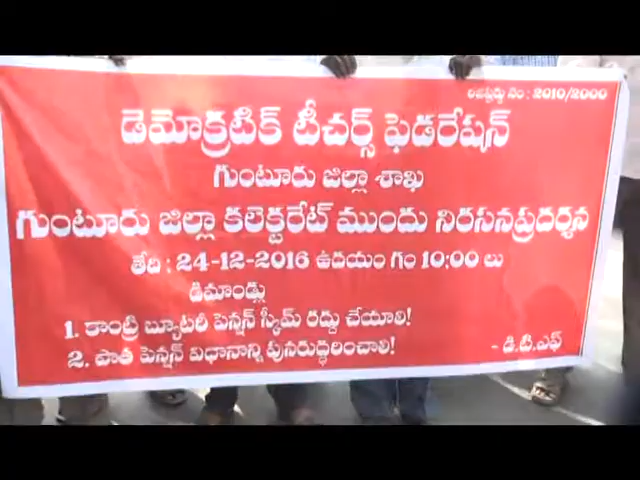 రిజిష్టర్డు నం : 2010/2000
డెమోక్రటిక్ టీచర్స్ ఫెడరేషన్
గుంటూరు జిల్లా శాఖ
గుంటూరు జిల్లా కలెక్టరేట్ ముందు నిరసనప్రదర్శన
తేది : 24-12-2016 ఉదయం గం 10:00 లు
డిమాండ్లు
1. కాంట్రి బ్యూటరీ పెన్షన్ స్కీమ్ రద్దు చేయాలి!
2. పాత పెన్షన్ విధానాన్ని పునరుద్ధరించాలి!
- డి.టి.ఎఫ్